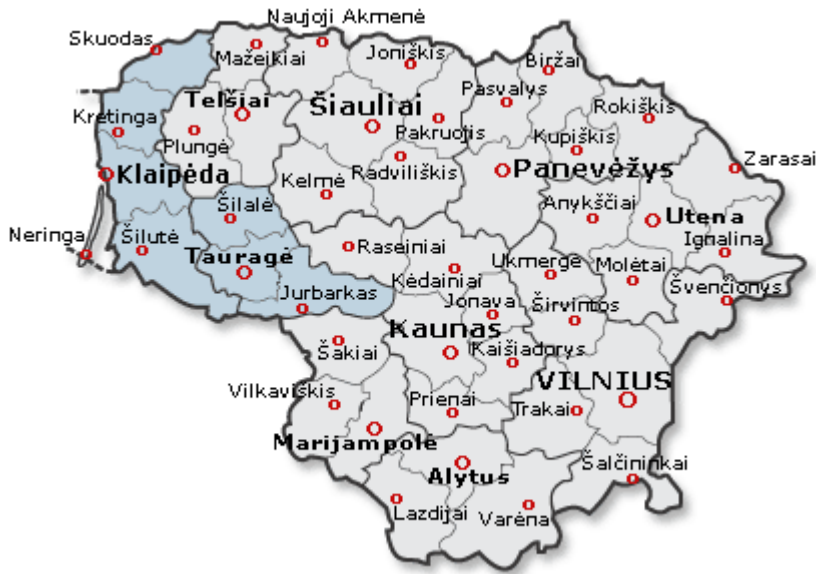 Naujoji Akmenė
Skuodas
Mažeikiai
Joniškis
Biržai
Telšiai
Šiauliai
Pasvalys
Rokiškis
Kretinga
Plungė
Pakruojis
Kupiškis
Klaipėda
Kelmė
Radviliškis
Panevėžys
Zarasai
Šilalė
Anykščiai
Utena
Neringa
Šilutė
Tauragė
Raseiniai
Ukmergė
Ignalina
Kėdainiai
Molėtai
Jurbarkas
Jonava
Širvintos
Švenčionys
Šakiai
Kaunas
Kaišiadorys
Vilkaviškis
Prienai
VILNIUS
Trakai
Marijampolė
Alytus
Šalčininkai
Lazdijai
Varėna